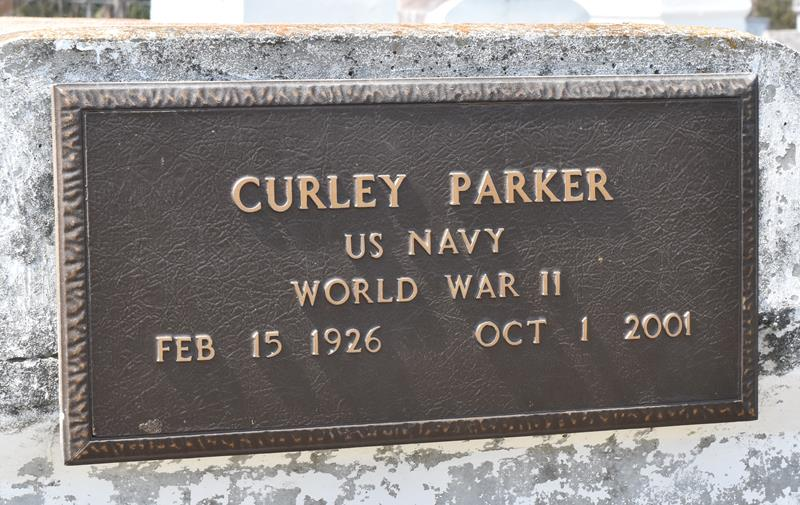 CURLEY PARKER
US NAVY
WORLD WAR II
FEB 15 1926 OCT 1 2001